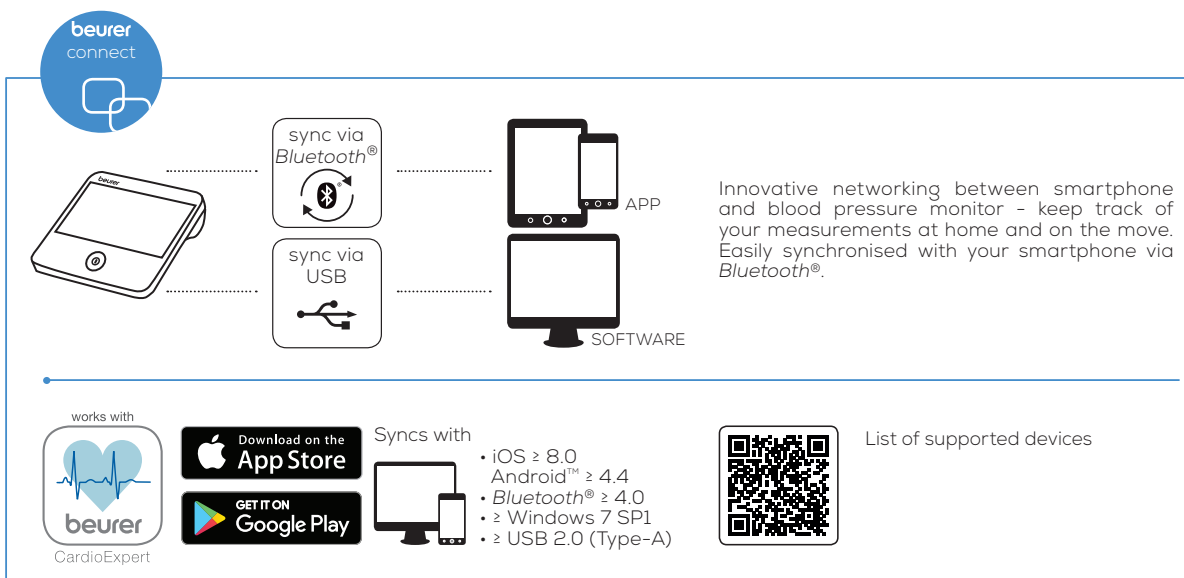 beurer
connect
beurer
sync via
Bluetooth®
®
APP
sync via
USB
SOFTWARE
Innovative networking between smartphone
and blood pressure monitor - keep track of
your measurements at home and on the move.
Easily synchronised with your smartphone via
Bluetooth®.
works with
beurer
CardioExpert
Download on the
App Store
GET IT ON
Google Play
Syncs with
• iOS ≥ 8.0
Android™ ≥ 4.4
• Bluetooth® ≥ 4.0
• ≥ Windows 7 SP1
• ≥ USB 2.0 (Type-A)
List of supported devices